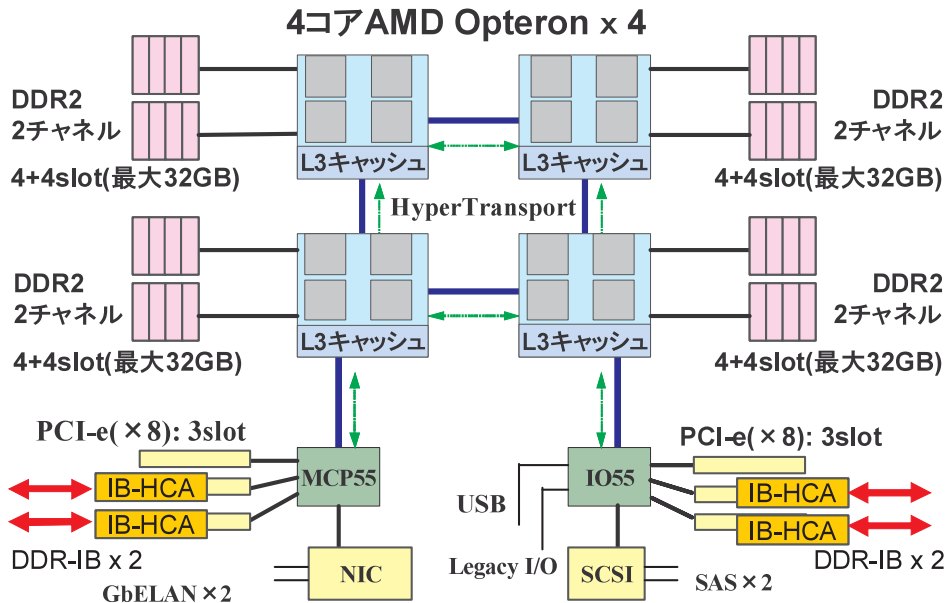 4コアAMD Opteron x 4
DDR2
2チャネル
4+4slot(最大32GB)
L3キャッシュ
L3キャッシュ
DDR2
2チャネル
4+4slot(最大32GB)
HyperTransport
DDR2
2チャネル
4+4slot(最大32GB)
L3キャッシュ
L3キャッシュ
DDR2
2チャネル
4+4slot(最大32GB)
PCI-e(×8): 3slot
MCP55
IB-HCA
IB-HCA
DDR-IB x 2
NIC
GbELAN×2
PCI-e(×8): 3slot
IO55
USB
Legacy I/O
IB-HCA
IB-HCA
DDR-IB x 2
SCSI
SAS×2